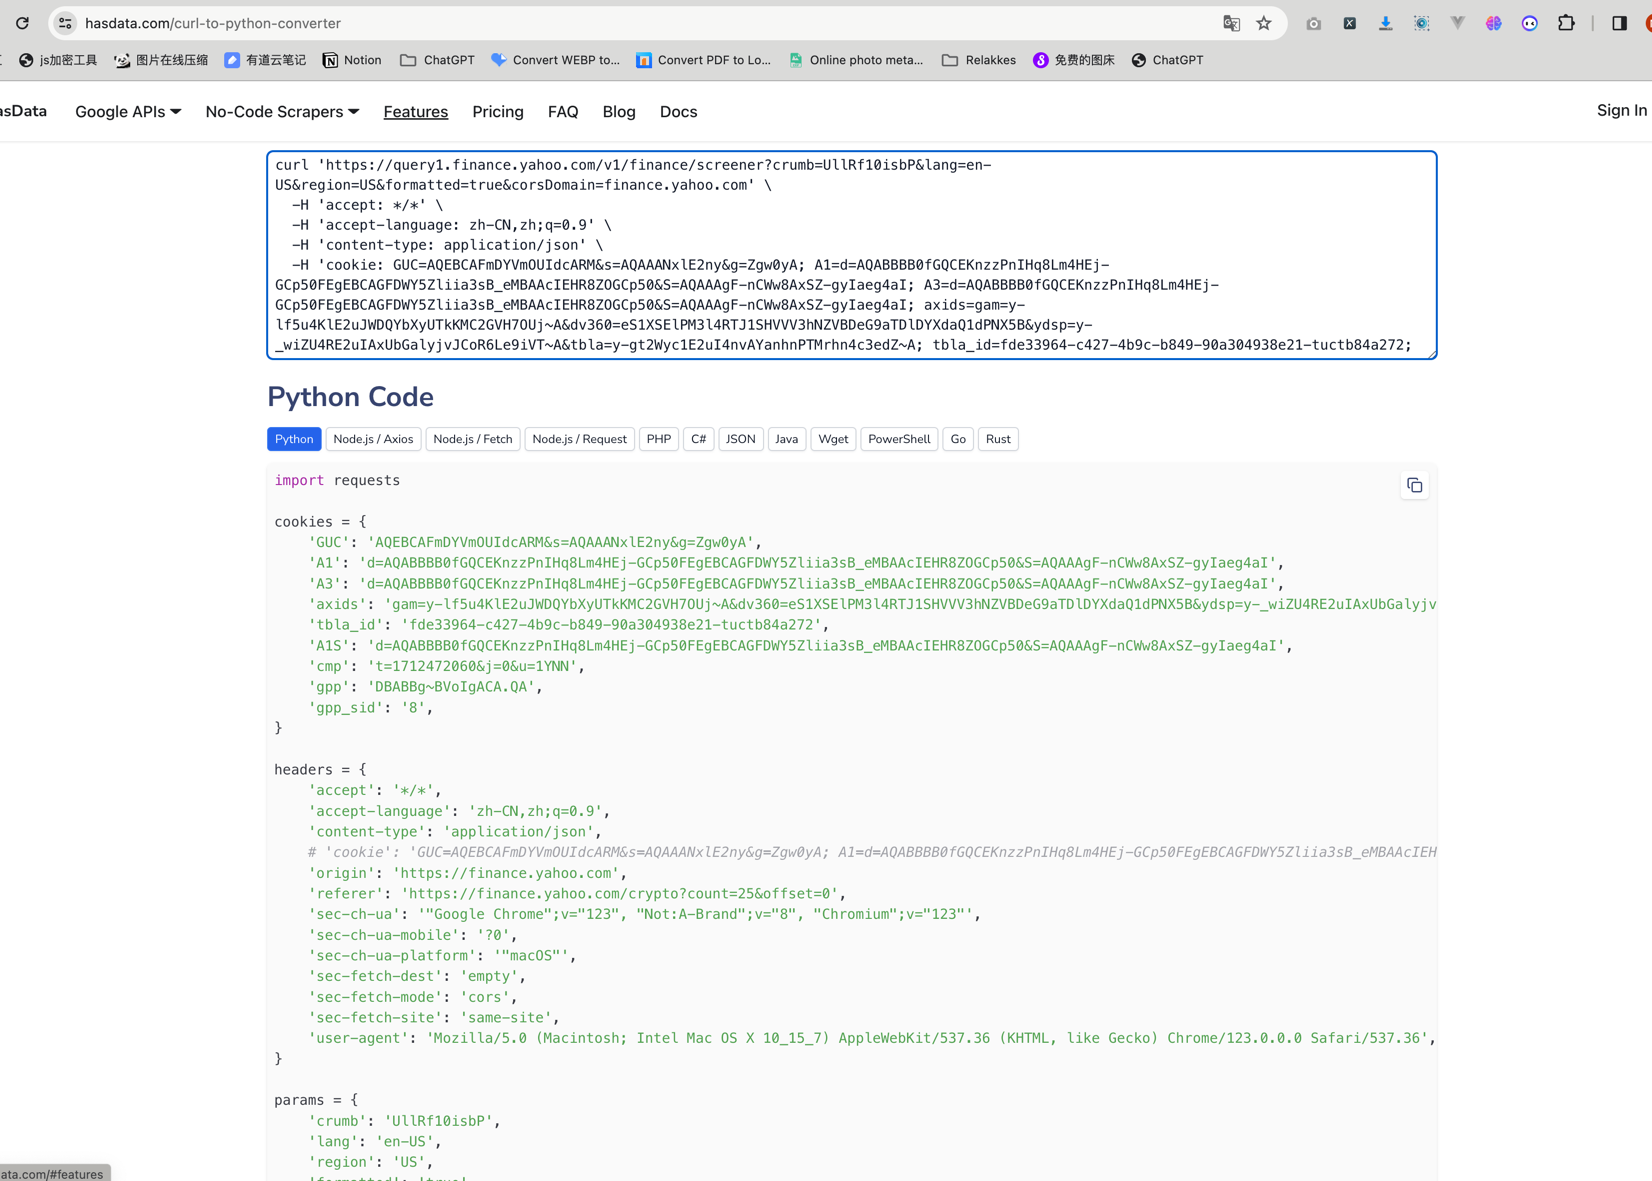 hasdata.com/curl-to-python-converter
js加密工具 图片在线压缩 有道云笔记 Notion ChatGPT Convert WEBP to... Convert PDF to Lo... Online photo meta... Relakkes 免费的图床 ChatGPT
asData Google APIs No-Code Scrapers Features Pricing FAQ Blog Docs Sign In
curl 'https://query1.finance.yahoo.com/v1/finance/screener?crumb=UllRf10isbP&lang=en-
US&region=US&formatted=true&corsDomain=finance.yahoo.com' \
-H 'accept: */*' \
-H 'accept-language: zh-CN,zh;q=0.9' \
-H 'content-type: application/json' \
-H 'cookie: GUC=AQEBCAFmDYVmOUIdcARM&s=AQAAANxlE2ny&g=Zgw0yA; A1=d=AQABBBB0fGQCEKnzzPnIHq8Lm4HEj-
GCp50FEgEBCAGFDWY5Zliia3sB_eMBAAcIEHR8ZOGCp50&S=AQAAAgF-nCWw8AxSZ-gyIaeg4aI; A3=d=AQABBBB0fGQCEKnzzPnIHq8Lm4HEj-
GCp50FEgEBCAGFDWY5Zliia3sB_eMBAAcIEHR8ZOGCp50&S=AQAAAgF-nCWw8AxSZ-gyIaeg4aI; axids=gam=y-
lf5u4KlE2uJWDQYbXyUTkKMC2GVH7OUj~A&dv360=eS1XSElPM3l4RTJ1SHVVV3hNZVBDeG9aTDlDYXdaQ1dPNX5B&ydsp=y-
_wiZU4RE2uIAxUbGalyjvJCoR6Le9iVT~A&tbla=y-gt2Wyc1E2uI4nvAYanhnPTMrhn4c3edZ~A; tbla_id=fde33964-c427-4b9c-b849-90a304938e21-tuctb84a272;
Python Code
Python Node.js / Axios Node.js / Fetch Node.js / Request PHP C# JSON Java Wget PowerShell Go Rust
import requests
cookies = {
'GUC': 'AQEBCAFmDYVmOUIdcARM&s=AQAAANxlE2ny&g=Zgw0yA',
'A1': 'd=AQABBBB0fGQCEKnzzPnIHq8Lm4HEj-GCp50FEgEBCAGFDWY5Zliia3sB_eMBAAcIEHR8ZOGCp50&S=AQAAAgF-nCWw8AxSZ-gyIaeg4aI',
'A3': 'd=AQABBBB0fGQCEKnzzPnIHq8Lm4HEj-GCp50FEgEBCAGFDWY5Zliia3sB_eMBAAcIEHR8ZOGCp50&S=AQAAAgF-nCWw8AxSZ-gyIaeg4aI',
'axids': 'gam=y-lf5u4KlE2uJWDQYbXyUTkKMC2GVH7OUj~A&dv360=eS1XSElPM3l4RTJ1SHVVV3hNZVBDeG9aTDlDYXdaQ1dPNX5B&ydsp=y-_wiZU4RE2uIAxUbGalyjv
'tbla_id': 'fde33964-c427-4b9c-b849-90a304938e21-tuctb84a272',
'A1S': 'd=AQABBBB0fGQCEKnzzPnIHq8Lm4HEj-GCp50FEgEBCAGFDWY5Zliia3sB_eMBAAcIEHR8ZOGCp50&S=AQAAAgF-nCWw8AxSZ-gyIaeg4aI',
'cmp': 't=1712472060&j=0&u=1YNN',
'gpp': 'DBABBg~BVoIgACA.QA',
'gpp_sid': '8',
}
headers = {
'accept': '*/*',
'accept-language': 'zh-CN,zh;q=0.9',
'content-type': 'application/json',
# 'cookie': 'GUC=AQEBCAFmDYVmOUIdcARM&s=AQAAANxlE2ny&g=Zgw0yA; A1=d=AQABBBB0fGQCEKnzzPnIHq8Lm4HEj-GCp50FEgEBCAGFDWY5Zliia3sB_eMBAAcIEH
'origin': 'https://finance.yahoo.com',
'referer': 'https://finance.yahoo.com/crypto?count=25&offset=0',
'sec-ch-ua': '"Google Chrome";v="123", "Not:A-Brand";v="8", "Chromium";v="123"',
'sec-ch-ua-mobile': '?0',
'sec-ch-ua-platform': '"macOS"',
'sec-fetch-dest': 'empty',
'sec-fetch-mode': 'cors',
'sec-fetch-site': 'same-site',
'user-agent': 'Mozilla/5.0 (Macintosh; Intel Mac OS X 10_15_7) AppleWebKit/537.36 (KHTML, like Gecko) Chrome/123.0.0.0 Safari/537.36',
}
params = {
'crumb': 'UllRf10isbP',
'lang': 'en-US',
'region': 'US',
ata.com/#features